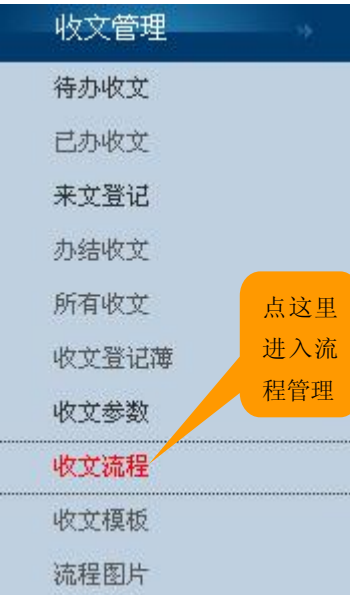 收文管理
待办收文
已办收文
来文登记
办结收文
所有收文
收文登记薄
收文参数
收文流程
收文模板
流程图片
点这里
进入流
程管理